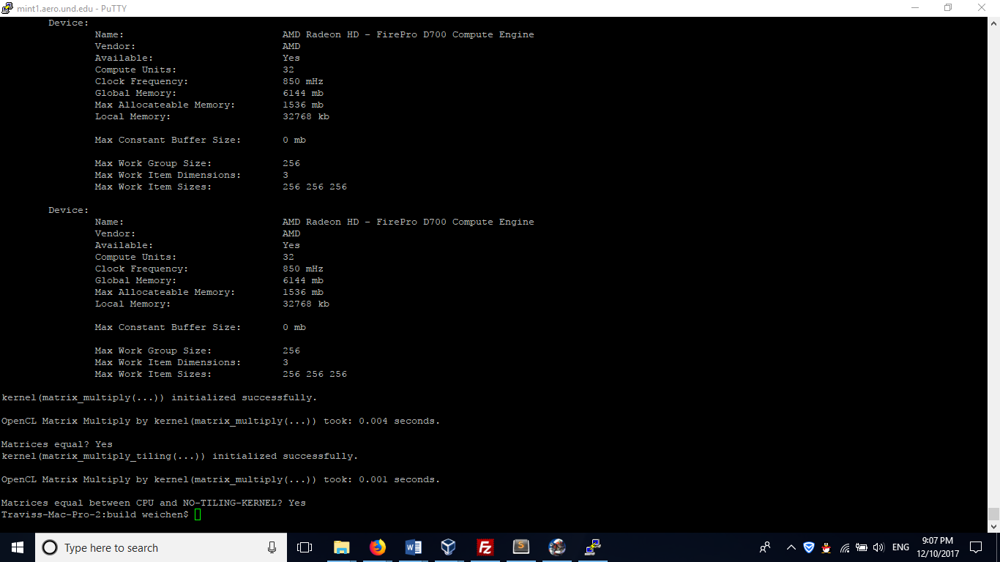 mint1.aero.und.edu - PuTTY
Device:
Name: AMD Radeon HD - FirePro D700 Compute Engine
Vendor: AMD
Available: Yes
Compute Units: 32
Clock Frequency: 850 mHz
Global Memory: 6144 mb
Max Allocateable Memory: 1536 mb
Local Memory: 32768 kb
Max Constant Buffer Size: 0 mb
Max Work Group Size: 256
Max Work Item Dimensions: 3
Max Work Item Sizes: 256 256 256
Device:
Name: AMD Radeon HD - FirePro D700 Compute Engine
Vendor: AMD
Available: Yes
Compute Units: 32
Clock Frequency: 850 mHz
Global Memory: 6144 mb
Max Allocateable Memory: 1536 mb
Local Memory: 32768 kb
Max Constant Buffer Size: 0 mb
Max Work Group Size: 256
Max Work Item Dimensions: 3
Max Work Item Sizes: 256 256 256
kernel(matrix_multiply(...)) initialized successfully.
OpenCL Matrix Multiply by kernel(matrix_multiply(...)) took: 0.004 seconds.
Matrices equal? Yes
kernel(matrix_multiply_tiling(...)) initialized successfully.
OpenCL Matrix Multiply by kernel(matrix_multiply(...)) took: 0.001 seconds.
Matrices equal between CPU and NO-TILING-KERNEL? Yes
Traviss-Mac-Pro-2:build weichen$
Type here to search
ENG
9:07 PM
12/10/2017